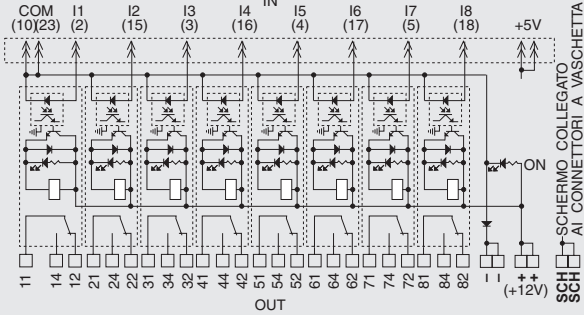 IN
COM I1 I2 I3 I4 I5 I6 I7 I8 +5V
(10)(23) (2) (15) (3) (16) (4) (17) (5) (18)
ON
11 14 12 21 24 22 31 34 32 41 44 42 51 54 52 61 64 62 71 74 72 81 84 82 – – + +
(+12V)
OUT
SCH
SCH
SCHERMO COLLEGATO
AI CONNETTORI A VASCHETTA